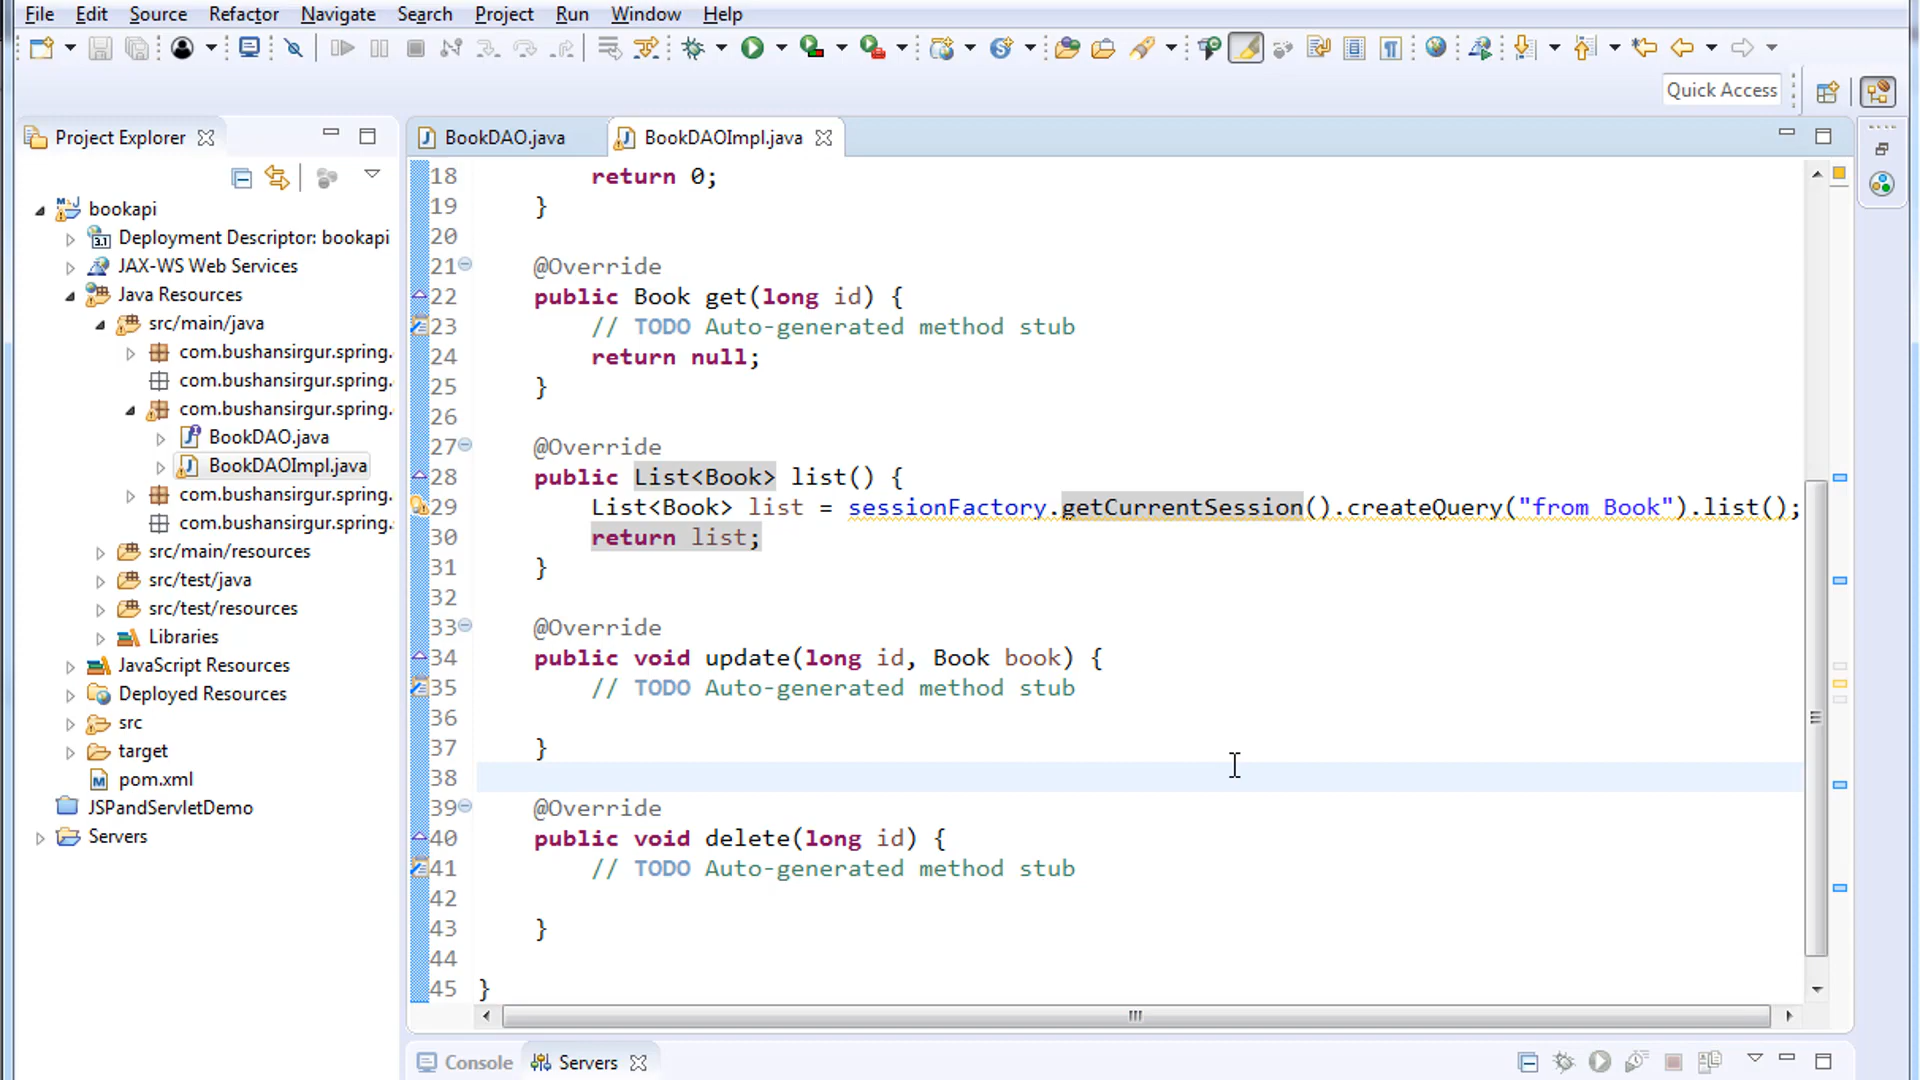 File Edit Source Refactor Navigate Search Project Run Window Help
Quick Access
Project Explorer
BookDAO.java
BookDAOImpl.java
bookapi
Deployment Descriptor: bookapi
JAX-WS Web Services
Java Resources
src/main/java
com.bushansirgur.spring.
com.bushansirgur.spring.
com.bushansirgur.spring.
BookDAO.java
BookDAOImpl.java
com.bushansirgur.spring.
com.bushansirgur.spring.
src/main/resources
src/test/java
src/test/resources
Libraries
JavaScript Resources
Deployed Resources
src
target
pom.xml
JSPandServletDemo
Servers
18 return 0;
19 }
20
21 @Override
22 public Book get(long id) {
23 // TODO Auto-generated method stub
24 return null;
25 }
26
27 @Override
28 public List<Book> list() {
29 List<Book> list = sessionFactory.getCurrentSession().createQuery("from Book").list();
30 return list;
31 }
32
33 @Override
34 public void update(long id, Book book) {
35 // TODO Auto-generated method stub
36
37 }
38
39 @Override
40 public void delete(long id) {
41 // TODO Auto-generated method stub
42
43 }
44
45 }
Console Servers